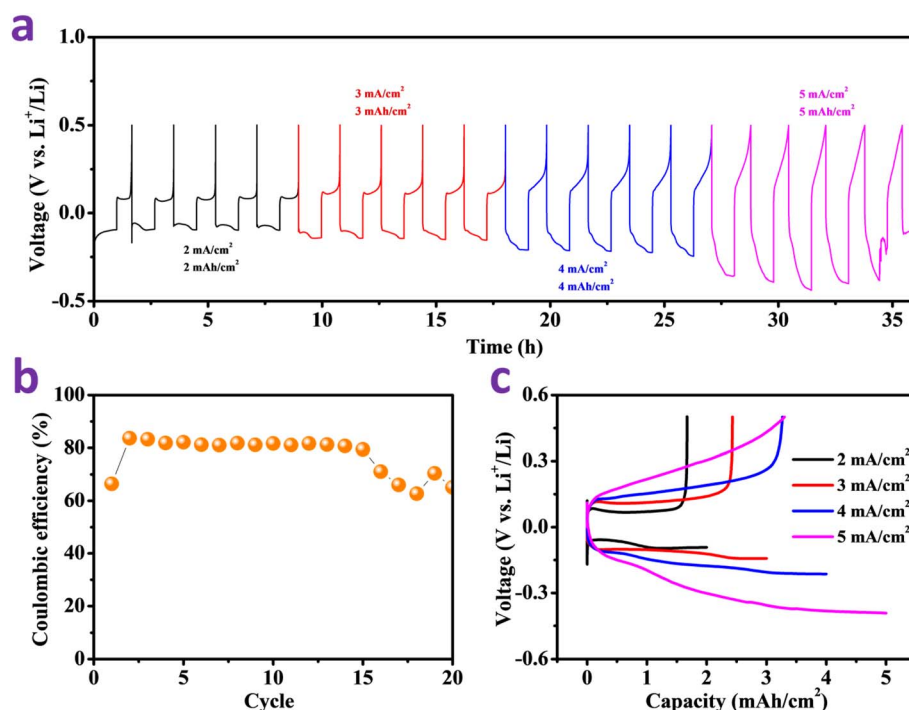 a
1.0
0.5
0.0
-0.5
Voltage (V vs. Li⁺/Li)
2 mA/cm²
2 mAh/cm²
3 mA/cm²
3 mAh/cm²
4 mA/cm²
4 mAh/cm²
5 mA/cm²
5 mAh/cm²
0 5 10 15 20 25 30 35
Time (h)
b
100
80
60
40
20
0
Coulombic efficiency (%)
0 5 10 15 20
Cycle
c
0.6
0.3
0.0
-0.3
-0.6
Voltage (V vs. Li⁺/Li)
2 mA/cm²
3 mA/cm²
4 mA/cm²
5 mA/cm²
0 1 2 3 4 5
Capacity (mAh/cm²)